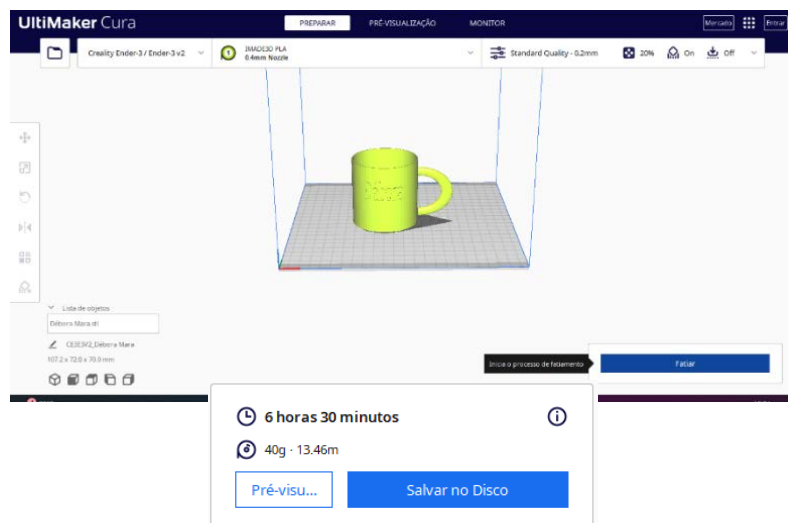 UltiMaker Cura
PREPARAR
PRÉ-VISUALIZAÇÃO
MONITOR
Mercado
Entrar
Creality Ender-3 / Ender-3 v2
1
IMADE3D PLA
0.4mm Nozzle
Standard Quality - 0.2mm
20%
On
Off
Lista de objetos
Débora Mara.stl
CE3E3V2_Débora Mara
107.2 x 72.0 x 70.0 mm
Inicia o processo de fatiamento
Fatiar
6 horas 30 minutos
40g · 13.46m
Pré-visu...
Salvar no Disco